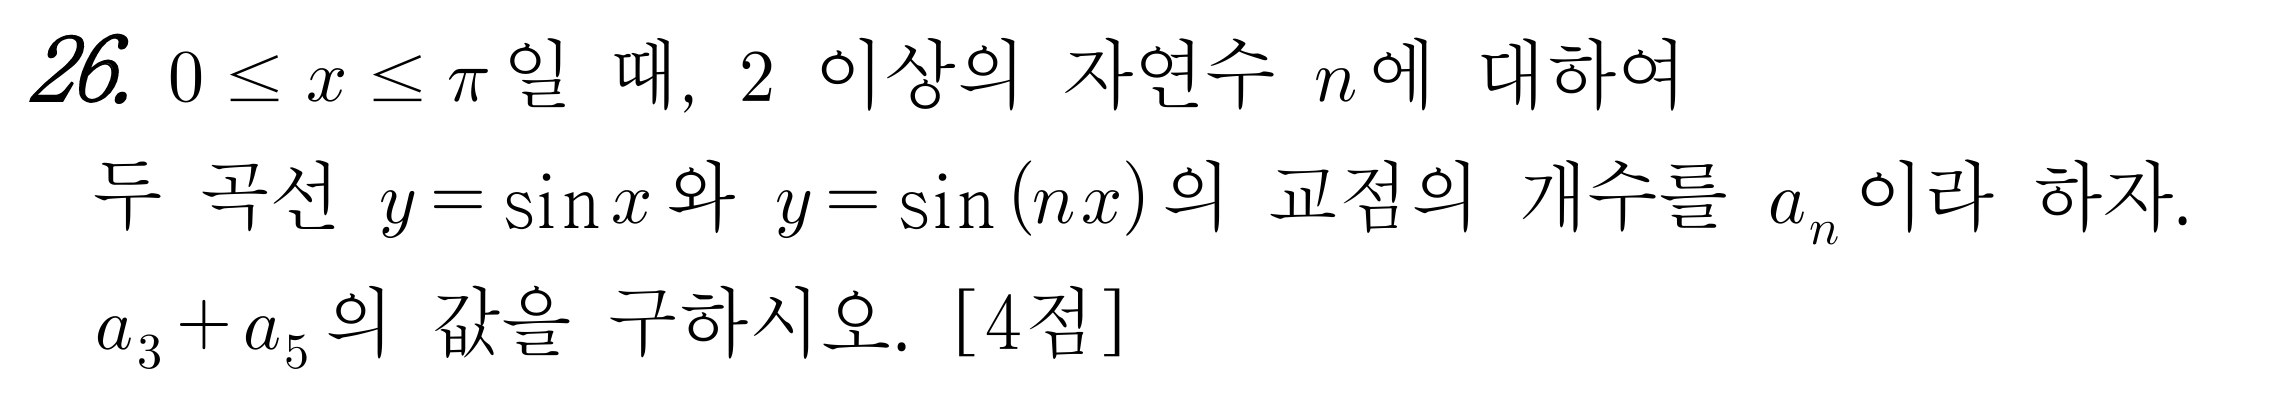 26. 0 ≤ x ≤ π일 때, 2 이상의 자연수 n에 대하여
두 곡선 y = sin x와 y = sin (nx)의 교점의 개수를 aₙ이라 하자.
a₃ + a₅의 값을 구하시오. [4점]